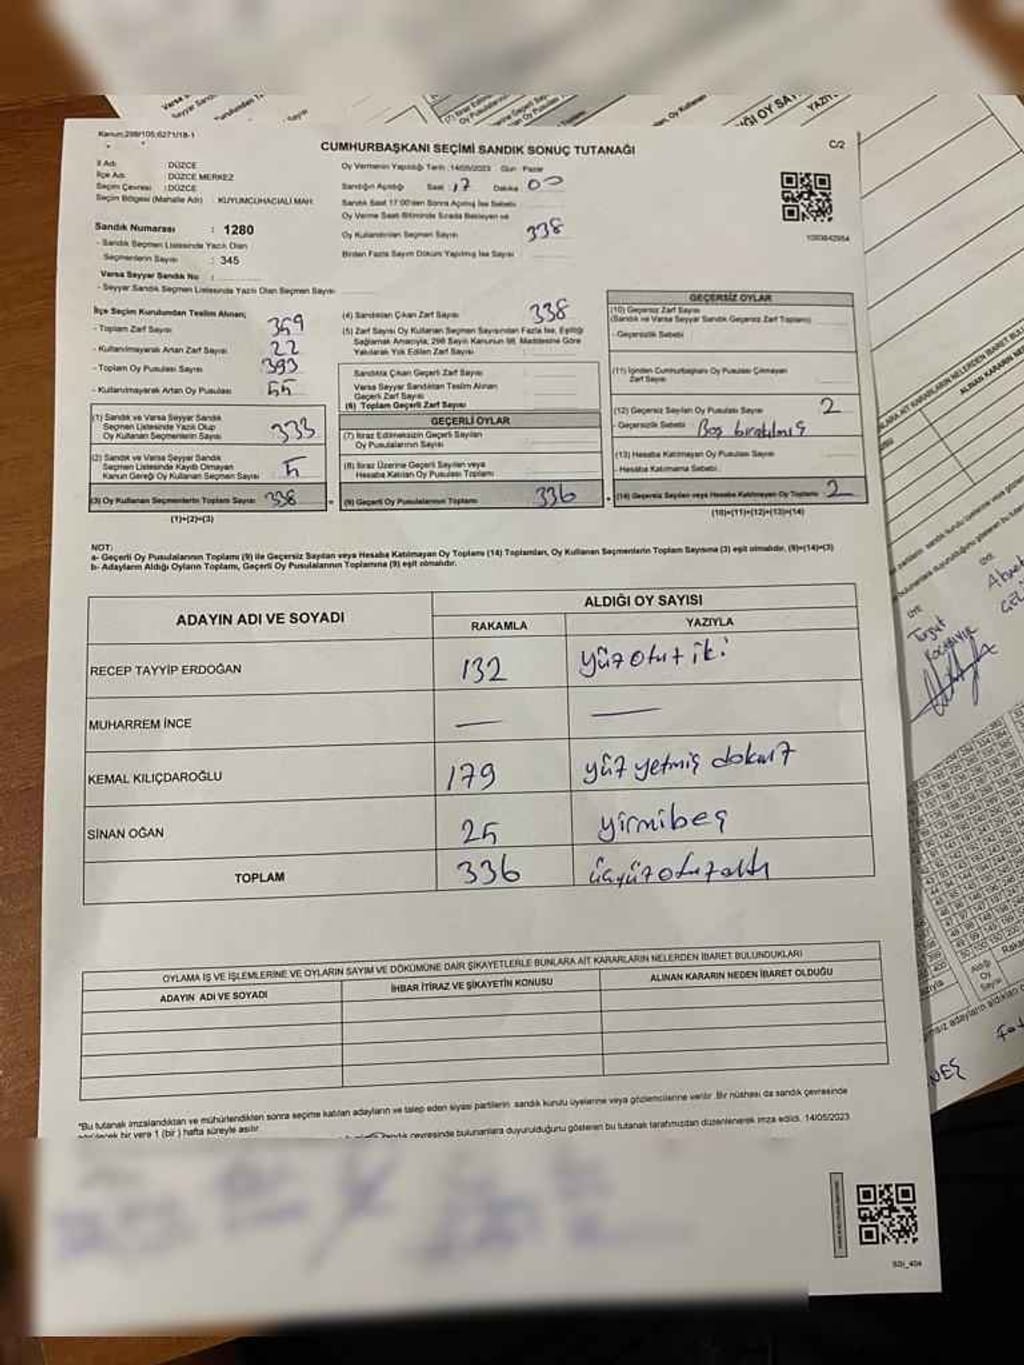 Kanun:298/105;6271/18-1
CUMHURBAŞKANI SEÇİMİ SANDIK SONUÇ TUTANAĞI
C/2
İl Adı : DÜZCE
İlçe Adı : DÜZCE MERKEZ
Seçim Çevresi : DÜZCE
Seçim Bölgesi (Mahalle Adı) : KUYUMCUHACIALİ MAH.
Oy Vermenin Yapıldığı Tarih :14/05/2023 Gün : Pazar
Sandığın Açıldığı Saat : 17 Dakika : 00
Sandık Saat 17:00'den Sonra Açılmış İse Sebebi
Oy Verme Saati Bitiminde Sırada Bekleyen ve
Oy Kullandırılan Seçmen Sayısı 338
Birden Fazla Sayım Döküm Yapılmış İse Sayısı
Sandık Numarası : 1280
- Sandık Seçmen Listesinde Yazılı Olan
Seçmenlerin Sayısı : 345
Varsa Seyyar Sandık No :
- Seyyar Sandık Seçmen Listesinde Yazılı Olan Seçmen Sayısı
İlçe Seçim Kurulundan Teslim Alınan;
- Toplam Zarf Sayısı
- Kullanılmayarak Artan Zarf Sayısı 22
- Toplam Oy Pusulası Sayısı 393
- Kullanılmayarak Artan Oy Pusulası 55
(1) Sandık ve Varsa Seyyar Sandık
Seçmen Listesinde Yazılı Olup
Oy Kullanan Seçmenlerin Sayısı 333
(2) Sandık ve Varsa Seyyar Sandık
Seçmen Listesinde Kayıtlı Olmayan
Kanun Gereği Oy Kullanan Seçmen Sayısı 5
(3) Oy Kullanan Seçmenlerin Toplam Sayısı 338
(1)+(2)=(3)
(4) Sandıktan Çıkan Zarf Sayısı 338
(5) Zarf Sayısı Oy Kullanan Seçmen Sayısından Fazla İse, Eşitliği
Sağlamak Amacıyla, 298 Sayılı Kanunun 98. Maddesine Göre
Yakılarak Yok Edilen Zarf Sayısı
Sandıkta Çıkan Geçerli Zarf Sayısı
Varsa Seyyar Sandıktan Teslim Alınan
Geçerli Zarf Sayısı
(6) Toplam Geçerli Zarf Sayısı
GEÇERLİ OYLAR
(7) İtiraz Edilmeksizin Geçerli Sayılan
Oy Pusulalarının Sayısı
(8) İtiraz Üzerine Geçerli Sayılan veya
Hesaba Katılan Oy Pusulası Toplamı
(9) Geçerli Oy Pusulalarının Toplamı 336
GEÇERSİZ OYLAR
(10) Geçersiz Zarf Sayısı
(Sandık ve Varsa Seyyar Sandık Geçersiz Zarf Toplamı)
- Geçersizlik Sebebi
(11) İçinden Cumhurbaşkanı Oy Pusulası Çıkmayan
Zarf Sayısı
(12) Geçersiz Sayılan Oy Pusulası Sayısı 2
- Geçersizlik Sebebi Boş bırakılmış
(13) Hesaba Katılmayan Oy Pusulası Sayısı
- Hesaba Katılmama Sebebi
(14) Geçersiz Sayılan veya Hesaba Katılmayan Oy Toplamı 2
(10)+(11)+(12)+(13)=(14)
NOT:
a- Geçerli Oy Pusulalarının Toplamı (9) ile Geçersiz Sayılan veya Hesaba Katılmayan Oy Toplamı (14) Toplamları, Oy Kullanan Seçmenlerin Toplam Sayısına (3) eşit olmalıdır. (9)+(14)=(3)
b- Adayların Aldığı Oyların Toplamı, Geçerli Oy Pusulalarının Toplamına (9) eşit olmalıdır.
ADAYIN ADI VE SOYADI
ALDIĞI OY SAYISI
RAKAMLA YAZIYLA
RECEP TAYYİP ERDOĞAN 132 yüz otut iki
MUHARREM İNCE — —
KEMAL KILIÇDAROĞLU 179 yüz yetmiş dokuz
SİNAN OĞAN 25 yirmibeş
TOPLAM 336 üçyüz otuz altı
OYLAMA İŞ VE İŞLEMLERİNE VE OYLARIN SAYIM VE DÖKÜMÜNE DAİR ŞİKAYETLERLE BUNLARA AİT KARARLARIN NELERDEN İBARET BULUNDUKLARI
ADAYIN ADI VE SOYADI İHBAR İTİRAZ VE ŞİKAYETİN KONUSU ALINAN KARARIN NEDEN İBARET OLDUĞU
*Bu tutanak imzalandıktan ve mühürlendikten sonra seçime katılan adayların ve talep eden siyasi partilerin sandık kurulu üyelerine veya gözlemcilerine verilir. Bir nüshası da sandık çevresinde
bir yere 1 (bir) hafta süreyle asılır.
sandık çevresinde bulunanlara duyurulduğunu gösteren bu tutanak tarafımızdan düzenlenerek imza edildi. 14/05/2023